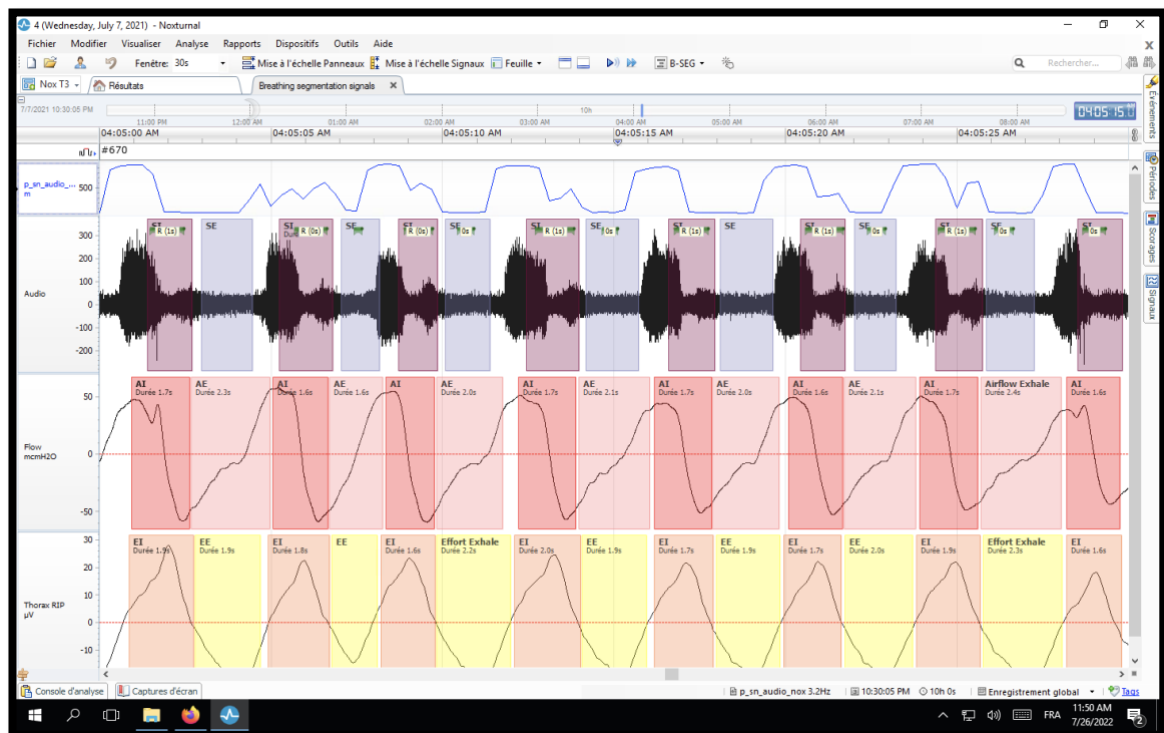 4 (Wednesday, July 7, 2021) - Noxturnal
Fichier Modifier Visualiser Analyse Rapports Dispositifs Outils Aide
Fenêtre: 30s Mise à l'échelle Panneaux Mise à l'échelle Signaux Feuille B-SEG Rechercher...
Nox T3 Résultats Breathing segmentation signals
7/7/2021 10:30:05 PM 10h 04:05:15.0
11:00 PM 12:00 AM 01:00 AM 02:00 AM 03:00 AM 04:00 AM 05:00 AM 06:00 AM 07:00 AM 08:00 AM
04:05:00 AM 04:05:05 AM 04:05:10 AM 04:05:15 AM 04:05:20 AM 04:05:25 AM
#670
p_sn_audio_... 500
m
SE
R (1s) R (0s) R (0s) 0s R (1s) 0s R (1s) R (1s) 0s R (1s) 0s 0s
300
200
100
Audio 0
-100
-200
AI AE AI AE AI AE AI AE AI AE AI AE AI Airflow Exhale AI
Durée 1.7s Durée 2.3s Durée 1.6s Durée 1.6s Durée 2.0s Durée 1.7s Durée 2.1s Durée 1.7s Durée 2.0s Durée 1.6s Durée 2.1s Durée 1.7s Durée 2.4s Durée 1.6s
50
Flow 0
mcmH2O
-50
EI EE EI EE EI Effort Exhale EI EE EI EE EI EE EI Effort Exhale EI
Durée 1.9s Durée 1.9s Durée 1.8s Durée 1.6s Durée 2.2s Durée 2.0s Durée 1.9s Durée 1.7s Durée 1.9s Durée 1.7s Durée 2.0s Durée 1.9s Durée 2.3s Durée 1.6s
30
20
10
Thorax RIP
µV 0
-10
Événements
Périodes
Scorages
Signaux
Console d'analyse Captures d'écran p_sn_audio_nox 3.2Hz 10:30:05 PM 10h 0s Enregistrement global Tags
FRA 11:50 AM
7/26/2022 2